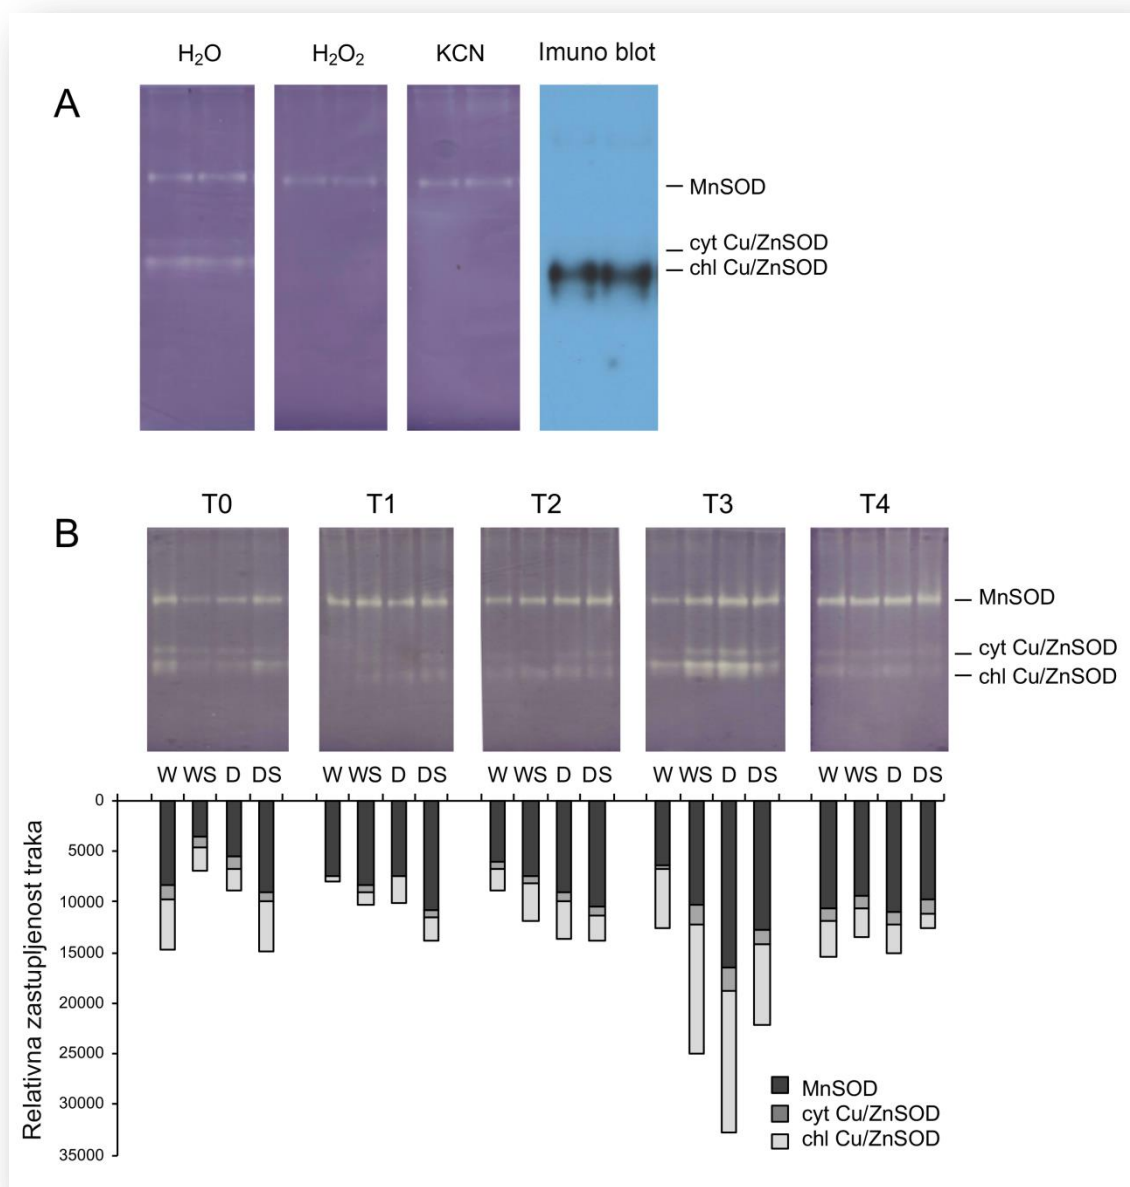 H₂O H₂O₂ KCN Imuno blot
A
MnSOD
cyt Cu/ZnSOD
chl Cu/ZnSOD
T0 T1 T2 T3 T4
B
MnSOD
cyt Cu/ZnSOD
chl Cu/ZnSOD
W WS D DS W WS D DS W WS D DS W WS D DS W WS D DS
Relativna zastupljenost traka
0
5000
10000
15000
20000
25000
30000
35000
MnSOD
cyt Cu/ZnSOD
chl Cu/ZnSOD